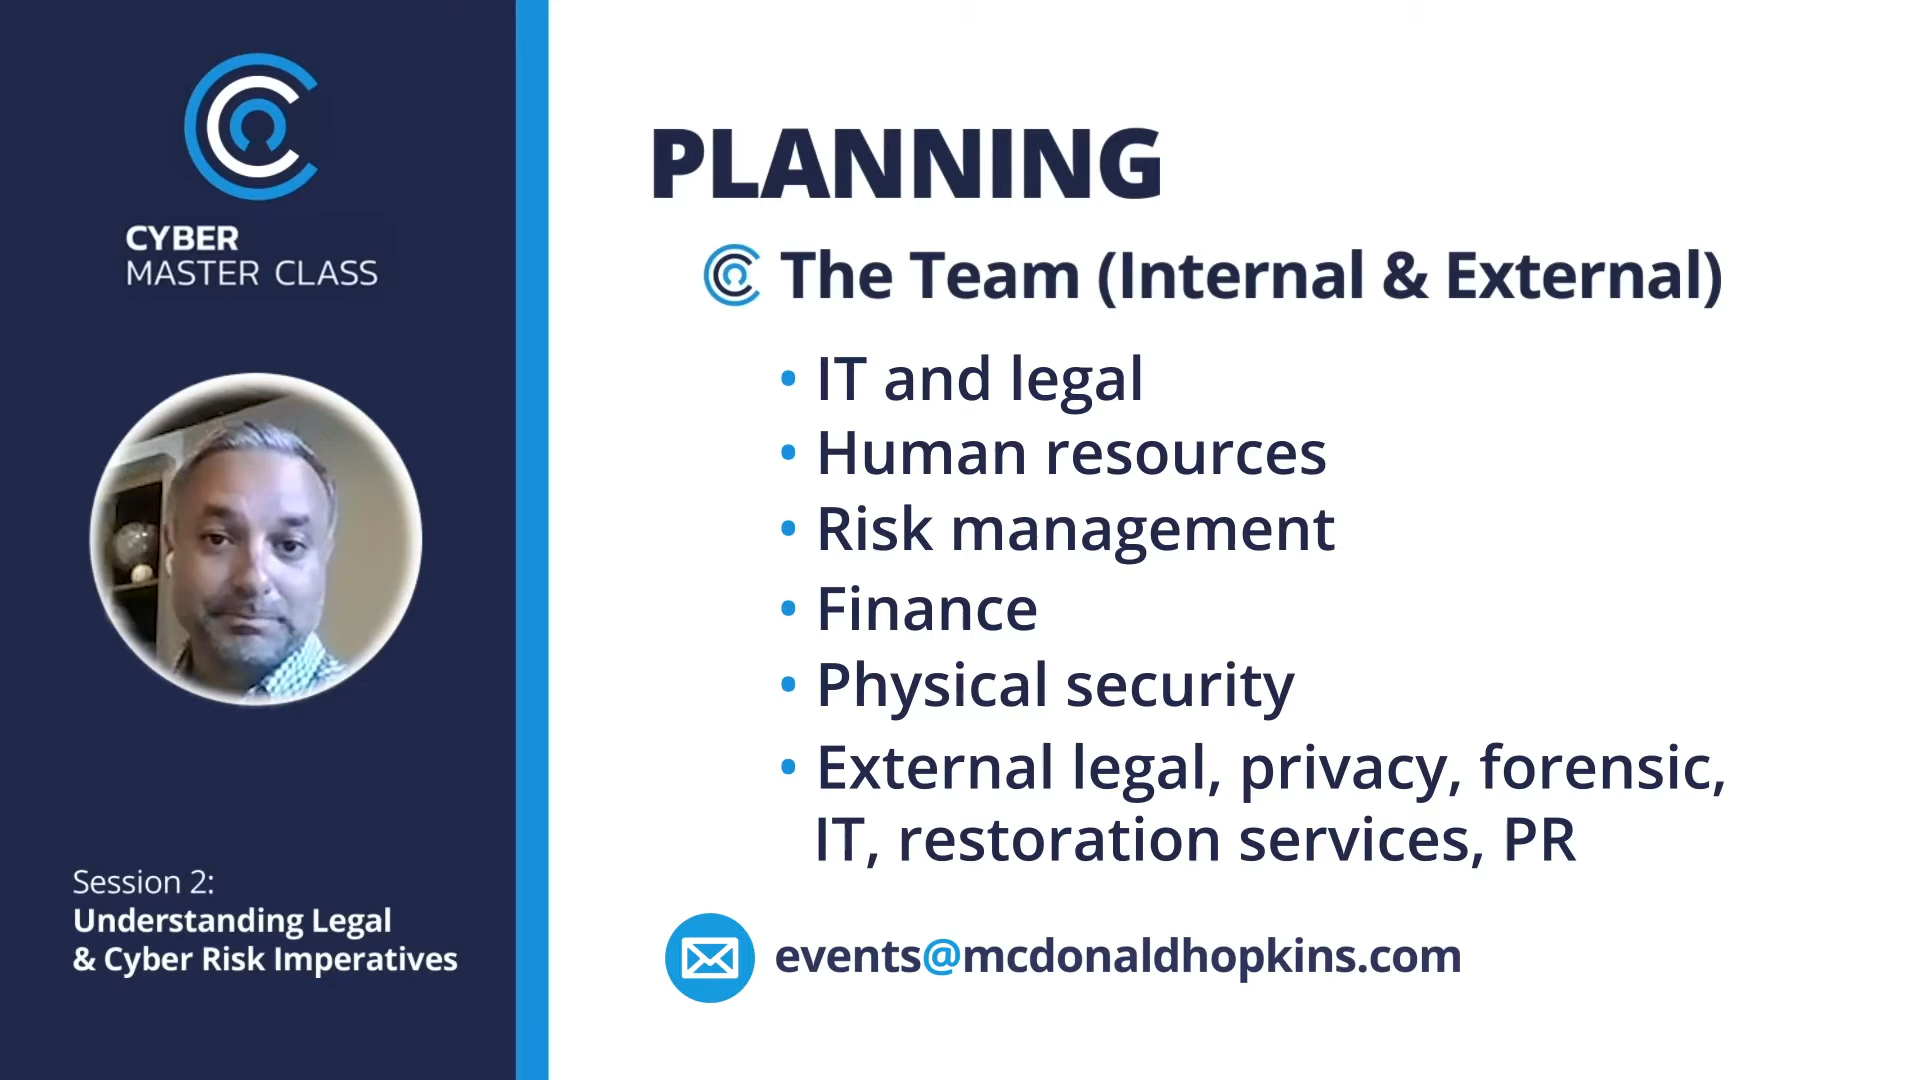 CYBER
MASTER CLASS
Session 2:
Understanding Legal
& Cyber Risk Imperatives
PLANNING
The Team (Internal & External)
• IT and legal
• Human resources
• Risk management
• Finance
• Physical security
• External legal, privacy, forensic,
IT, restoration services, PR
events@mcdonaldhopkins.com